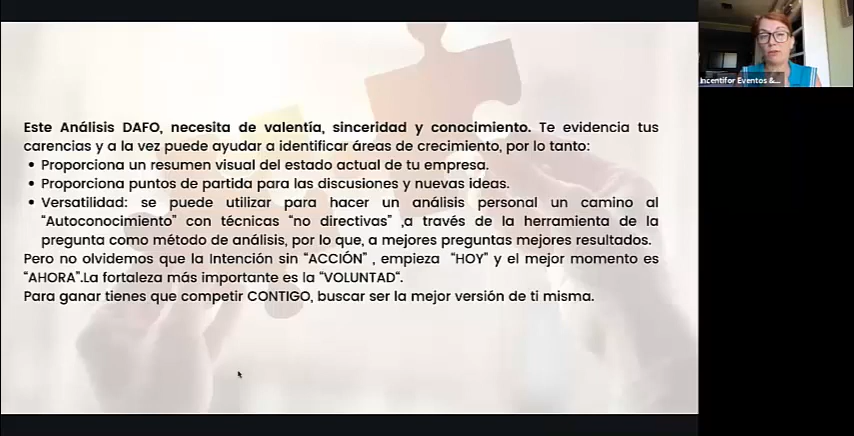 Este Análisis DAFO, necesita de valentía, sinceridad y conocimiento. Te evidencia tus
carencias y a la vez puede ayudar a identificar áreas de crecimiento, por lo tanto:
• Proporciona un resumen visual del estado actual de tu empresa.
• Proporciona puntos de partida para las discusiones y nuevas ideas.
• Versatilidad: se puede utilizar para hacer un análisis personal un camino al
"Autoconocimiento" con técnicas "no directivas" ,a través de la herramienta de la
pregunta como método de análisis, por lo que, a mejores preguntas mejores resultados.
Pero no olvidemos que la Intención sin "ACCIÓN" , empieza "HOY" y el mejor momento es
"AHORA".La fortaleza más importante es la "VOLUNTAD".
Para ganar tienes que competir CONTIGO, buscar ser la mejor versión de ti misma.
Incentifor Eventos &...